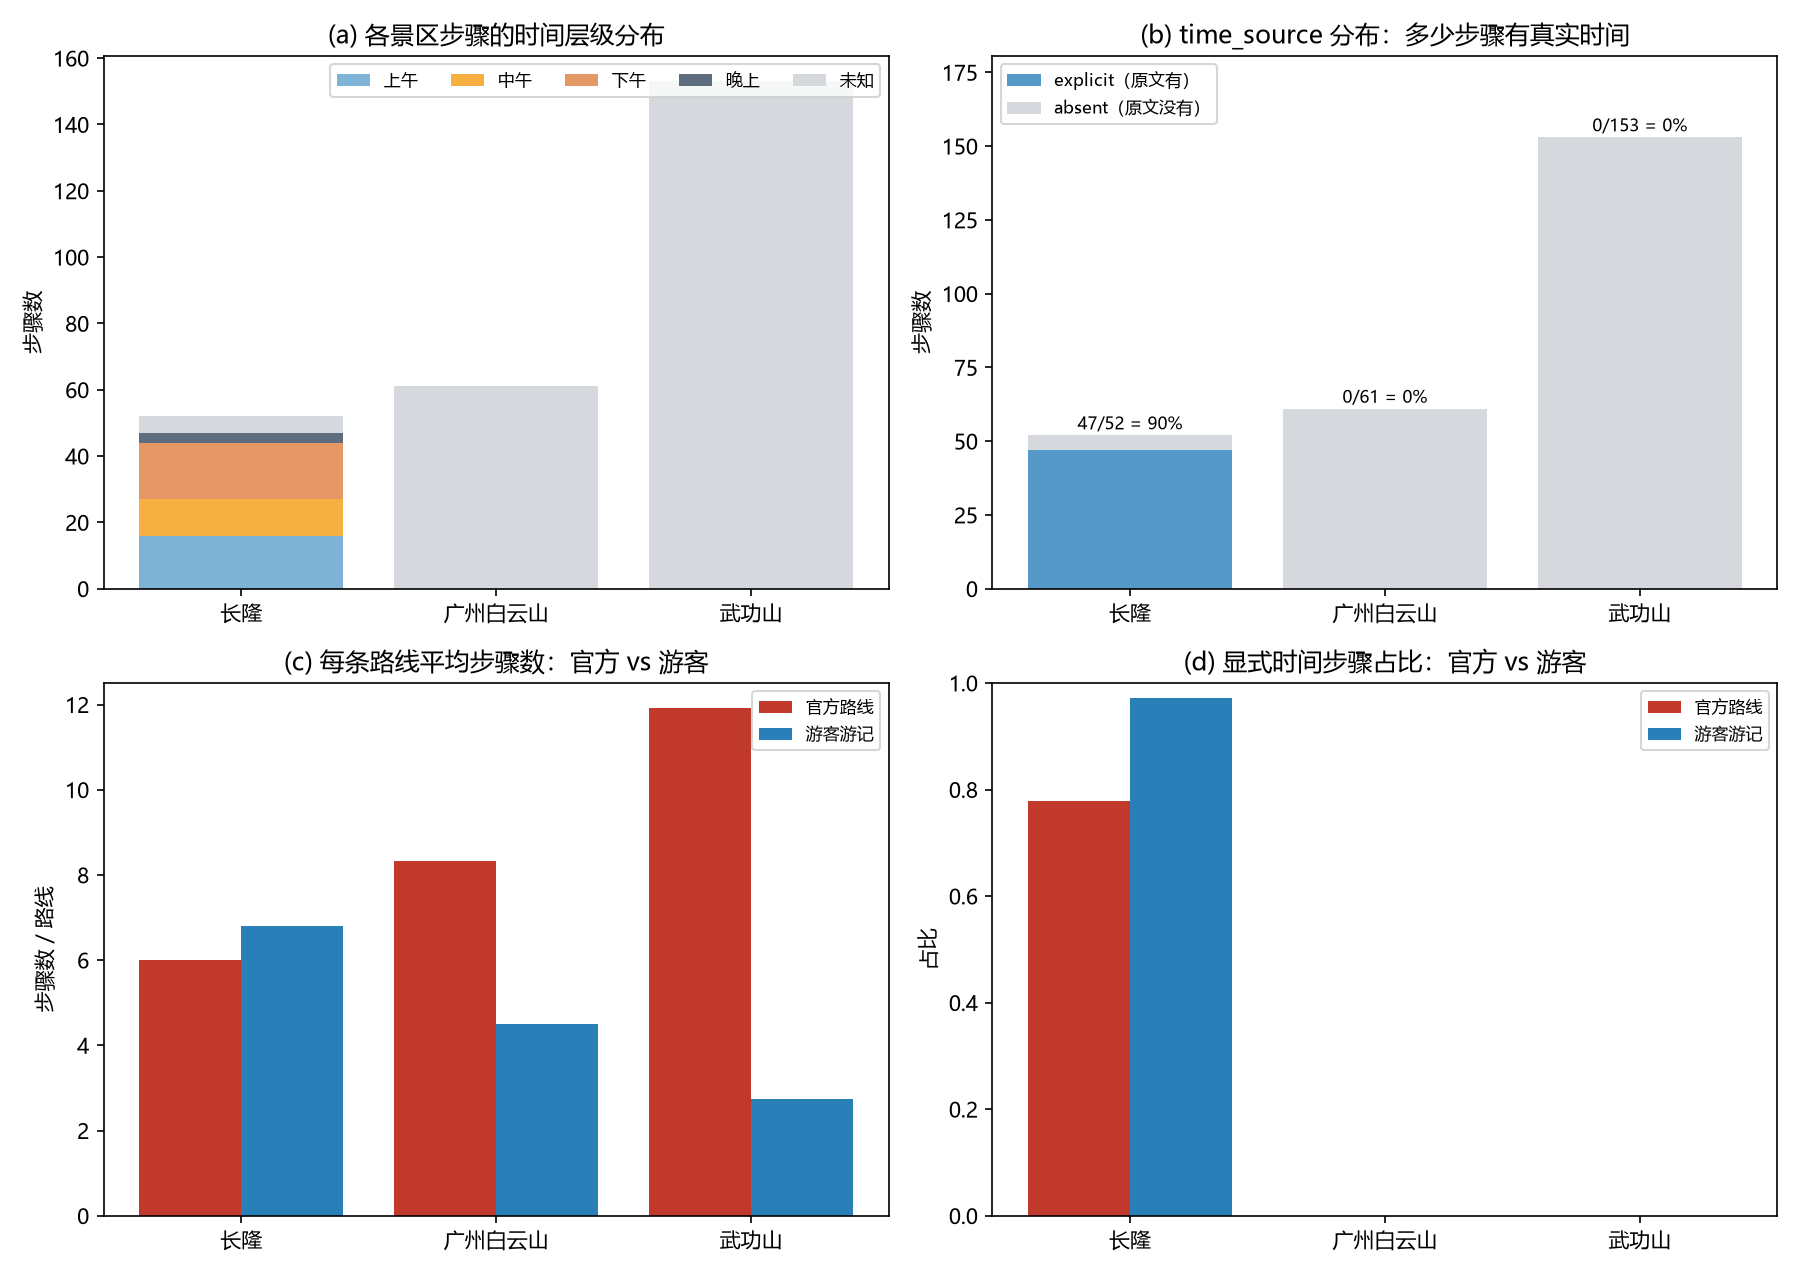 (a) 各景区步骤的时间层级分布
160
140
120
100
80
60
40
20
0
步骤数
上午
中午
下午
晚上
未知
长隆
广州白云山
武功山
(b) time_source 分布：多少步骤有真实时间
175
150
125
100
75
50
25
0
步骤数
explicit（原文有）
absent（原文没有）
47/52 = 90%
0/61 = 0%
0/153 = 0%
长隆
广州白云山
武功山
(c) 每条路线平均步骤数：官方 vs 游客
12
10
8
6
4
2
0
步骤数 / 路线
官方路线
游客游记
长隆
广州白云山
武功山
(d) 显式时间步骤占比：官方 vs 游客
1.0
0.8
0.6
0.4
0.2
0.0
占比
官方路线
游客游记
长隆
广州白云山
武功山